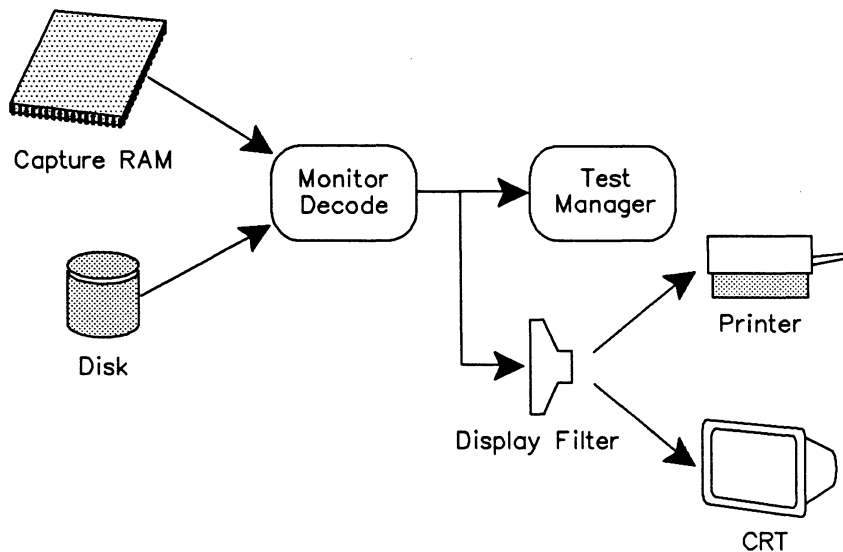 Capture RAM
Monitor
Decode
Test
Manager
Disk
Printer
Display Filter
CRT